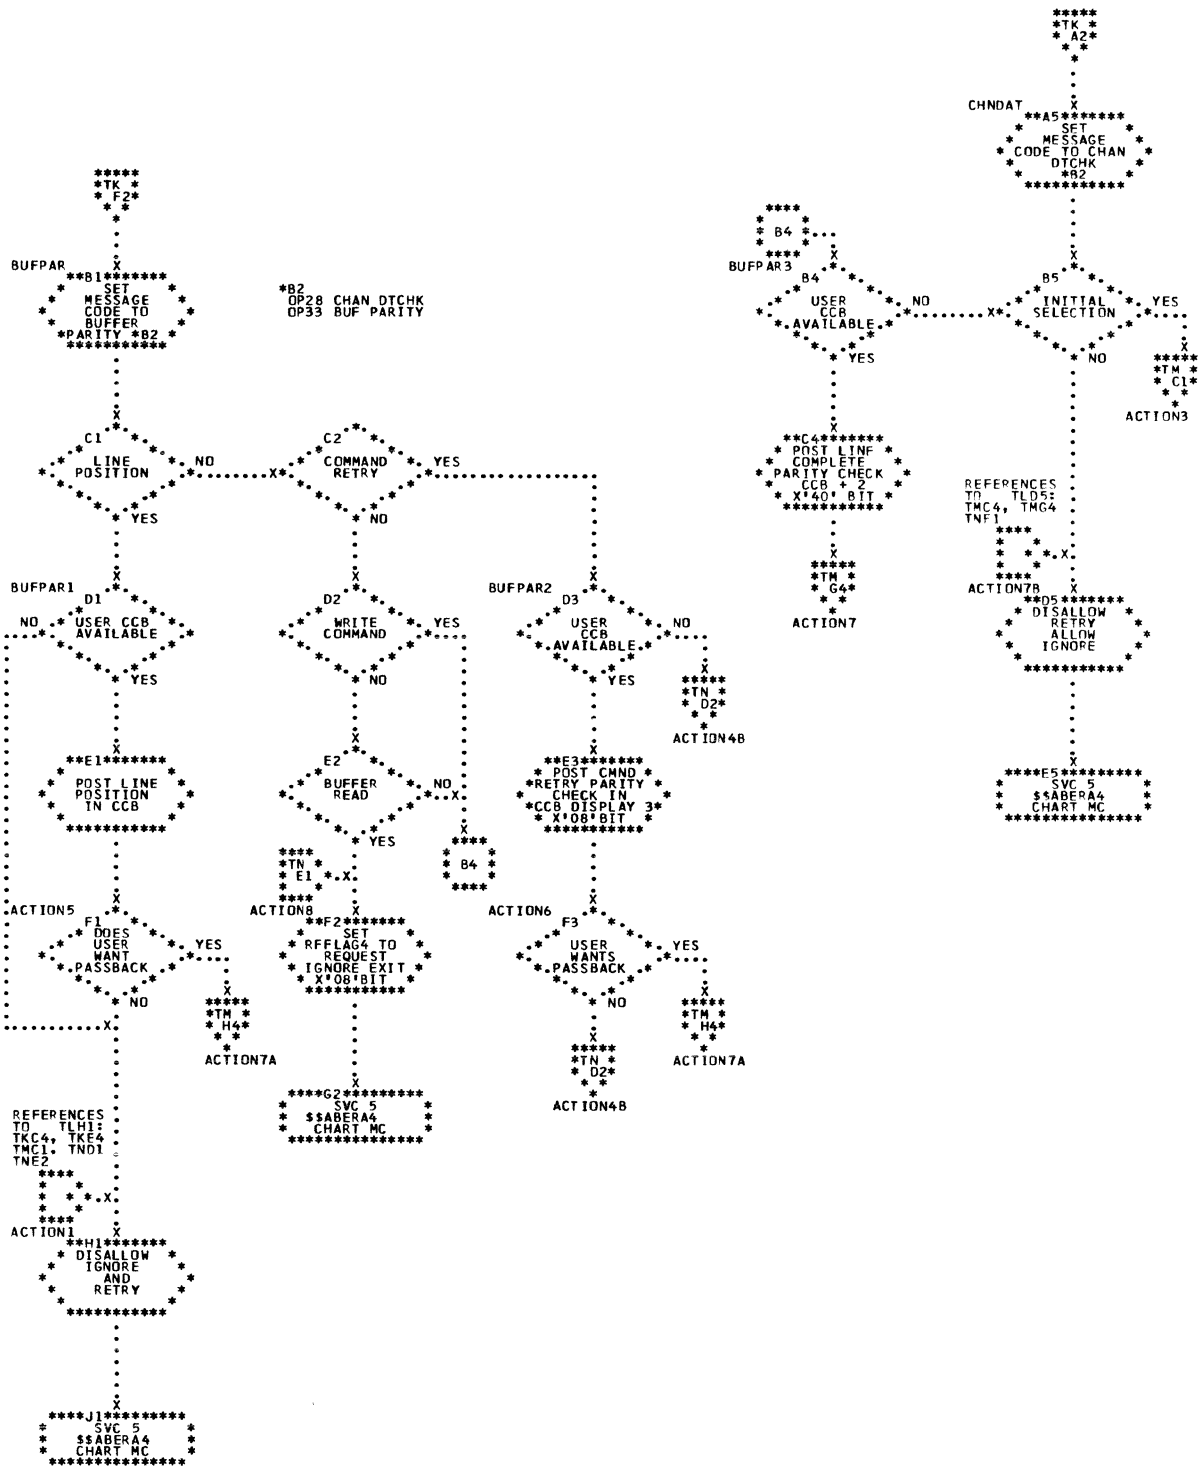 *TK *
* A2*
CHNDAT
**A5*******
SET
MESSAGE
CODE TO CHAN
DTCHK
*B2
*TK *
* F2*
BUFPAR
**B1*******
SET
MESSAGE
CODE TO
BUFFER
*PARITY *B2 *
*B2
OP28 CHAN DTCHK
OP33 BUF PARITY
B4
BUFPAR3
B4
USER
CCB
AVAILABLE
NO
YES
B5
INITIAL
SELECTION
YES
NO
*TM *
* C1*
ACTION3
C1
LINE
POSITION
NO
YES
C2
COMMAND
RETRY
YES
NO
**C4*******
POST LINE
COMPLETE
PARITY CHECK
CCB + 2
X'40' BIT
*TM *
* G4*
ACTION7
REFERENCES
TO TLD5:
TMC4, TMG4
TNF1
ACTION7B
**D5*******
DISALLOW
RETRY
ALLOW
IGNORE
****E5*********
SVC 5
$$ABERA4
CHART MC
BUFPAR1
D1
USER CCB
AVAILABLE
NO
YES
D2
WRITE
COMMAND
YES
NO
BUFPAR2
D3
USER
CCB
AVAILABLE
NO
YES
*TN *
* D2*
ACTION4B
**E1*******
POST LINE
POSITION
IN CCB
E2
BUFFER
READ
NO
YES
B4
**E3*******
POST CMND
*RETRY PARITY
CHECK IN
*CCB DISPLAY 3*
X'08'BIT
*TN *
E1
ACTION5
F1
DOES
USER
WANT
PASSBACK
YES
NO
*TM *
* H4*
ACTION7A
ACTION8
**F2*******
SET
RFFLAG4 TO
REQUEST
IGNORE EXIT
X'08'BIT
ACTION6
F3
USER
WANTS
PASSBACK
YES
NO
*TM *
* H4*
ACTION7A
*TN *
* D2*
ACTION4B
****G2*********
SVC 5
$$ABERA4
CHART MC
REFERENCES
TO TLH1:
TKC4, TKE4
TMC1, TND1
TNE2
ACTION1
**H1*******
DISALLOW
IGNORE
AND
RETRY
****J1*********
SVC 5
$$ABERA4
CHART MC